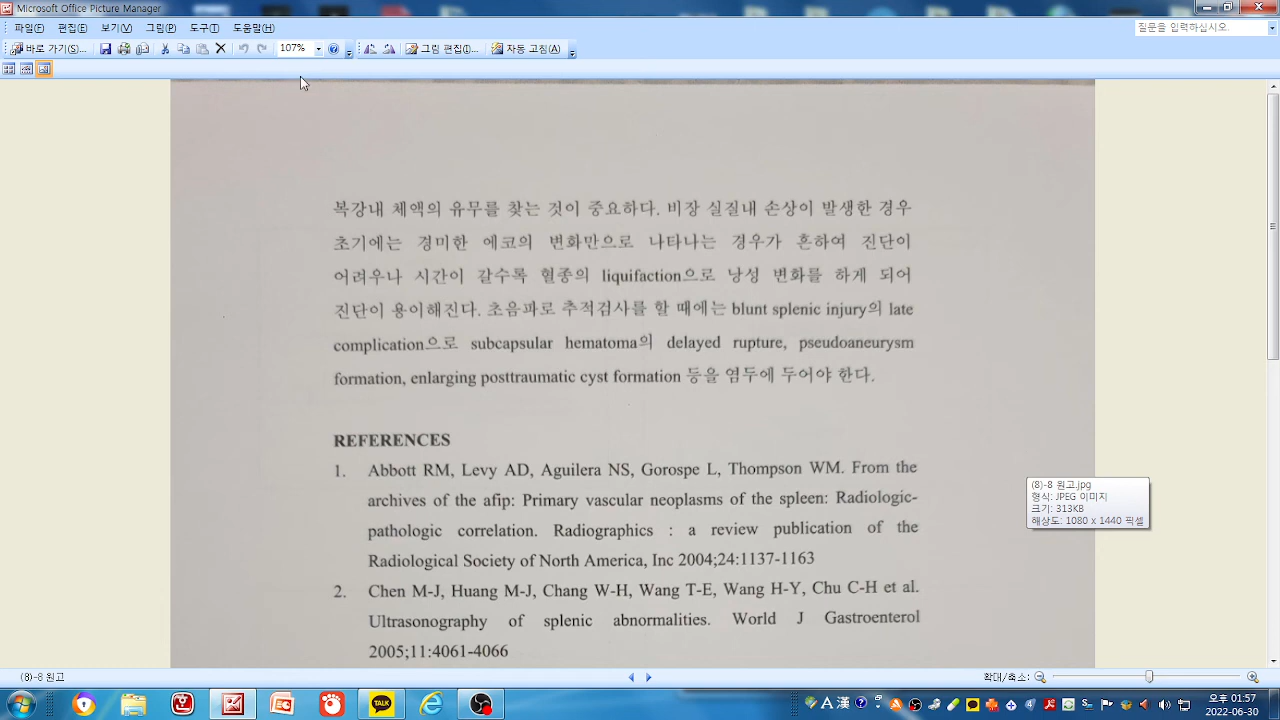 Microsoft Office Picture Manager
파일(F) 편집(E) 보기(V) 그림(P) 도구(T) 도움말(H)
질문을 입력하십시오.
바로 가기(S)... 107% 그림 편집(I)... 자동 고침(A)
복강내 체액의 유무를 찾는 것이 중요하다. 비장 실질내 손상이 발생한 경우
초기에는 경미한 에코의 변화만으로 나타나는 경우가 흔하여 진단이
어려우나 시간이 갈수록 혈종의 liquifaction으로 낭성 변화를 하게 되어
진단이 용이해진다. 초음파로 추적검사를 할 때에는 blunt splenic injury의 late
complication으로 subcapsular hematoma의 delayed rupture, pseudoaneurysm
formation, enlarging posttraumatic cyst formation 등을 염두에 두어야 한다.
REFERENCES
1. Abbott RM, Levy AD, Aguilera NS, Gorospe L, Thompson WM. From the
archives of the afip: Primary vascular neoplasms of the spleen: Radiologic-
pathologic correlation. Radiographics : a review publication of the
Radiological Society of North America, Inc 2004;24:1137-1163
2. Chen M-J, Huang M-J, Chang W-H, Wang T-E, Wang H-Y, Chu C-H et al.
Ultrasonography of splenic abnormalities. World J Gastroenterol
2005;11:4061-4066
(8)-8 원고.jpg
형식: JPEG 이미지
크기: 313KB
해상도: 1080 x 1440 픽셀
(8)-8 원고
확대/축소:
TALK
A 漢
오후 01:57
2022-06-30